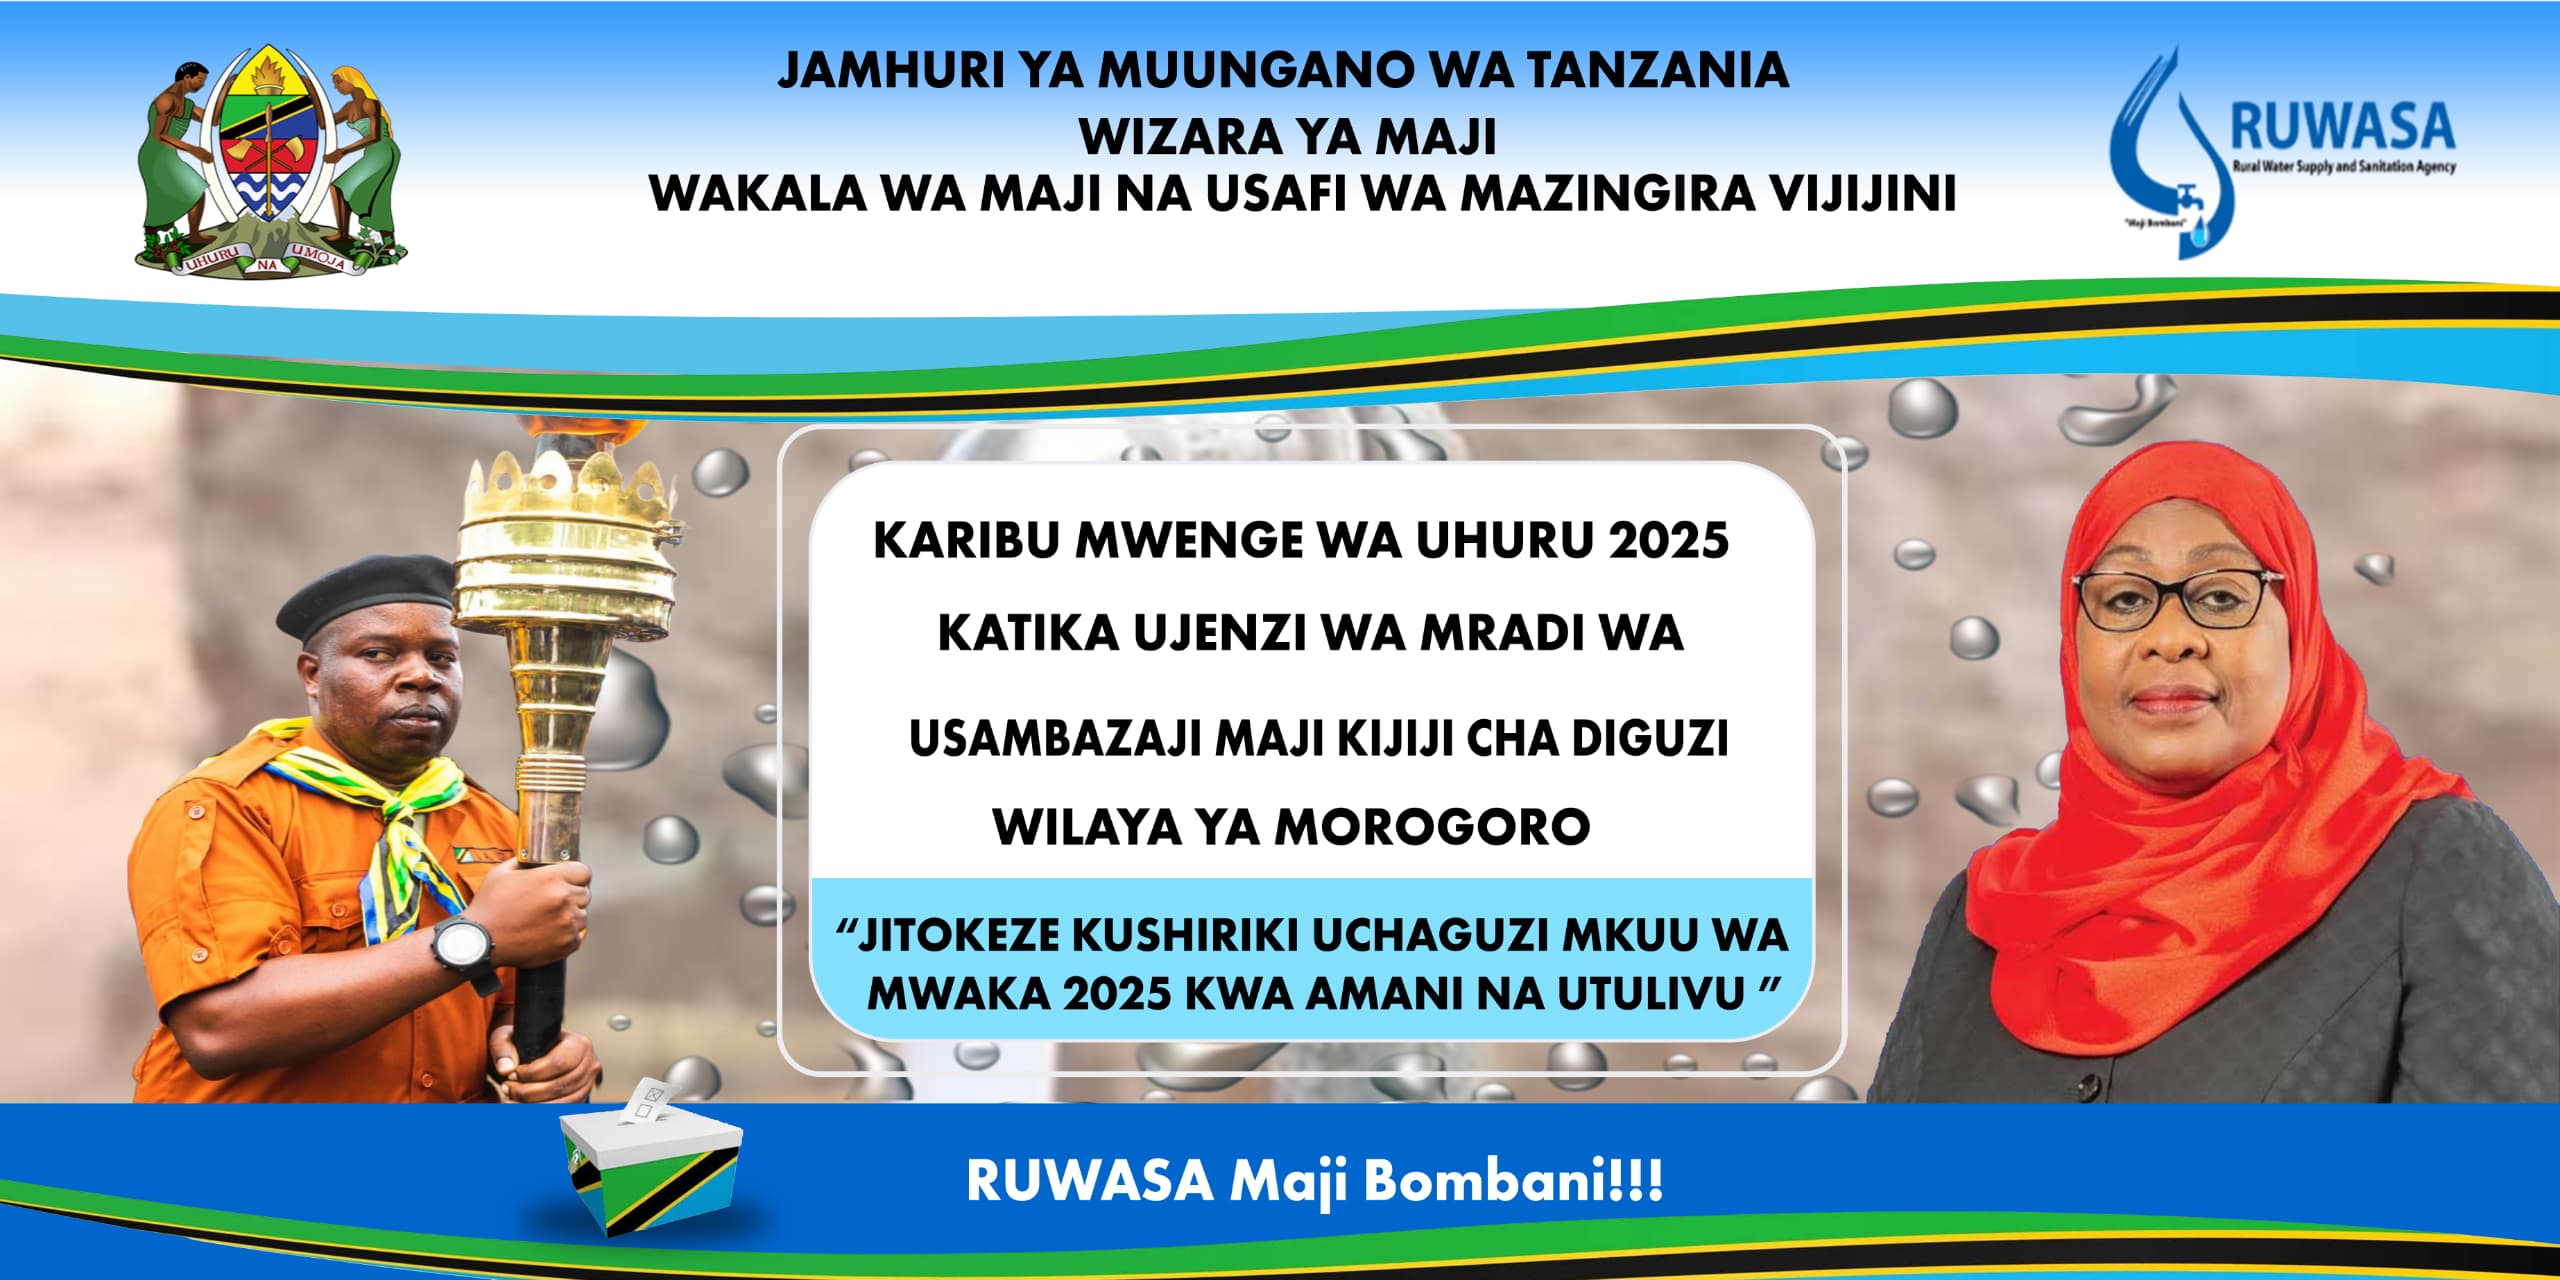 JAMHURI YA MUUNGANO WA TANZANIA
WIZARA YA MAJI
WAKALA WA MAJI NA USAFI WA MAZINGIRA VIJIJINI
UHURU NA UMOJA
RUWASA
Rural Water Supply and Sanitation Agency
"Maji Bombani"
KARIBU MWENGE WA UHURU 2025
KATIKA UJENZI WA MRADI WA
USAMBAZAJI MAJI KIJIJI CHA DIGUZI
WILAYA YA MOROGORO
“JITOKEZE KUSHIRIKI UCHAGUZI MKUU WA
MWAKA 2025 KWA AMANI NA UTULIVU ”
RUWASA Maji Bombani!!!